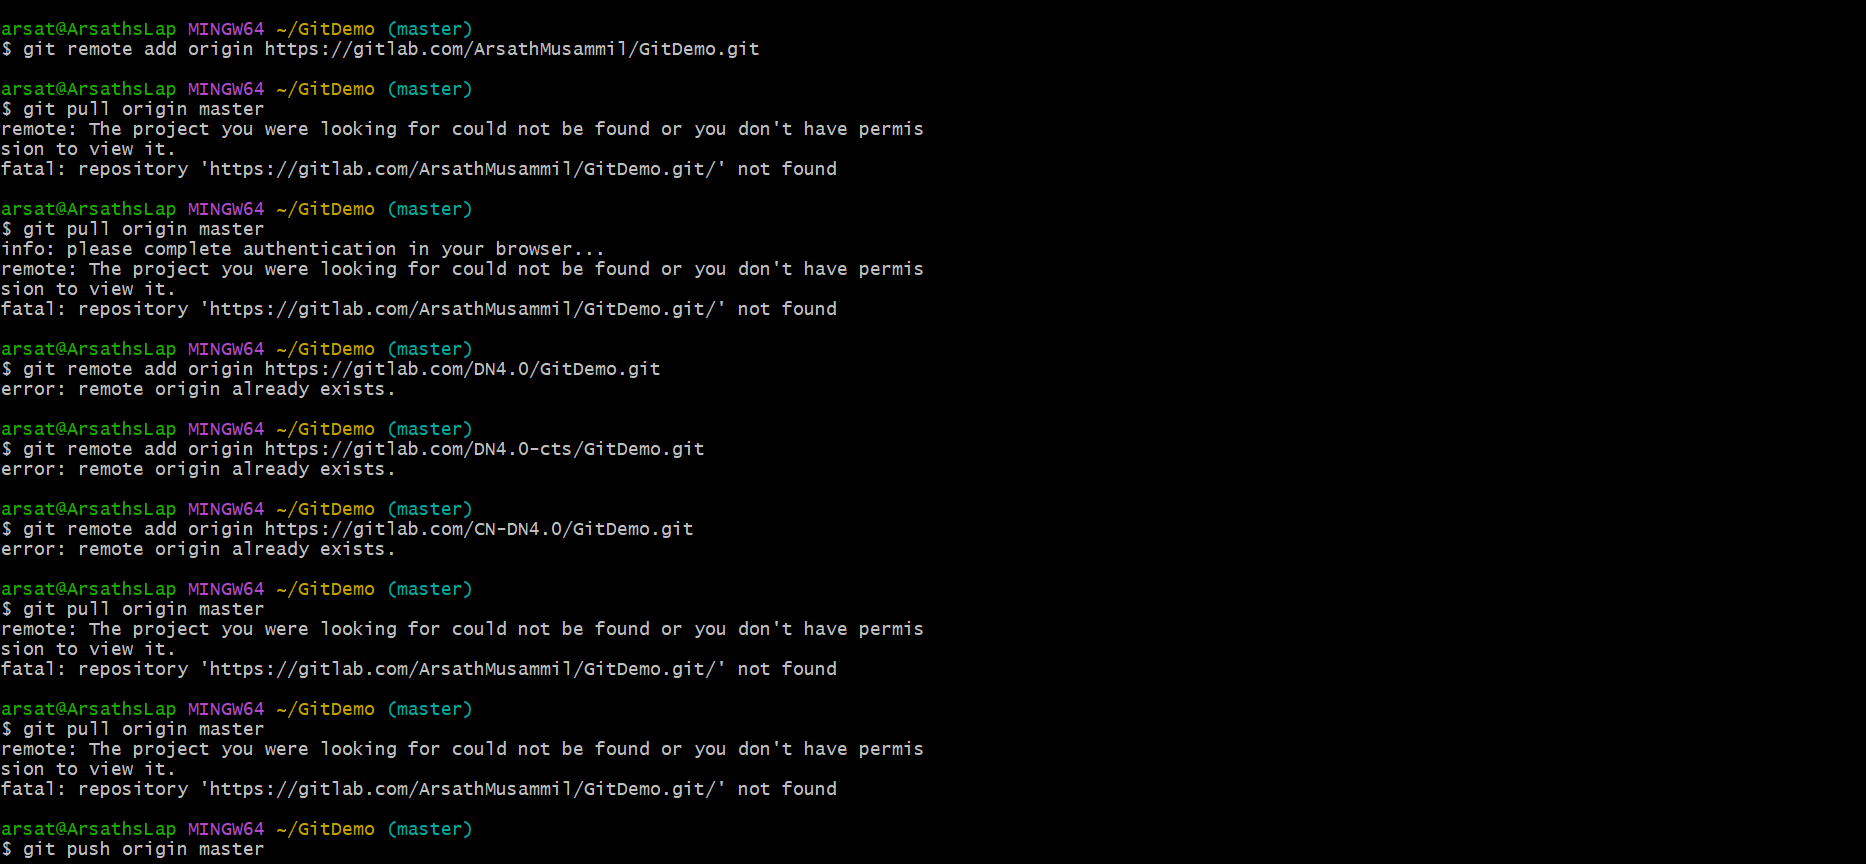 arsat@ArsathsLap MINGW64 ~/GitDemo (master)
$ git remote add origin https://gitlab.com/ArsathMusammil/GitDemo.git
arsat@ArsathsLap MINGW64 ~/GitDemo (master)
$ git pull origin master
remote: The project you were looking for could not be found or you don't have permis
sion to view it.
fatal: repository 'https://gitlab.com/ArsathMusammil/GitDemo.git/' not found
arsat@ArsathsLap MINGW64 ~/GitDemo (master)
$ git pull origin master
info: please complete authentication in your browser...
remote: The project you were looking for could not be found or you don't have permis
sion to view it.
fatal: repository 'https://gitlab.com/ArsathMusammil/GitDemo.git/' not found
arsat@ArsathsLap MINGW64 ~/GitDemo (master)
$ git remote add origin https://gitlab.com/DN4.0/GitDemo.git
error: remote origin already exists.
arsat@ArsathsLap MINGW64 ~/GitDemo (master)
$ git remote add origin https://gitlab.com/DN4.0-cts/GitDemo.git
error: remote origin already exists.
arsat@ArsathsLap MINGW64 ~/GitDemo (master)
$ git remote add origin https://gitlab.com/CN-DN4.0/GitDemo.git
error: remote origin already exists.
arsat@ArsathsLap MINGW64 ~/GitDemo (master)
$ git pull origin master
remote: The project you were looking for could not be found or you don't have permis
sion to view it.
fatal: repository 'https://gitlab.com/ArsathMusammil/GitDemo.git/' not found
arsat@ArsathsLap MINGW64 ~/GitDemo (master)
$ git pull origin master
remote: The project you were looking for could not be found or you don't have permis
sion to view it.
fatal: repository 'https://gitlab.com/ArsathMusammil/GitDemo.git/' not found
arsat@ArsathsLap MINGW64 ~/GitDemo (master)
$ git push origin master